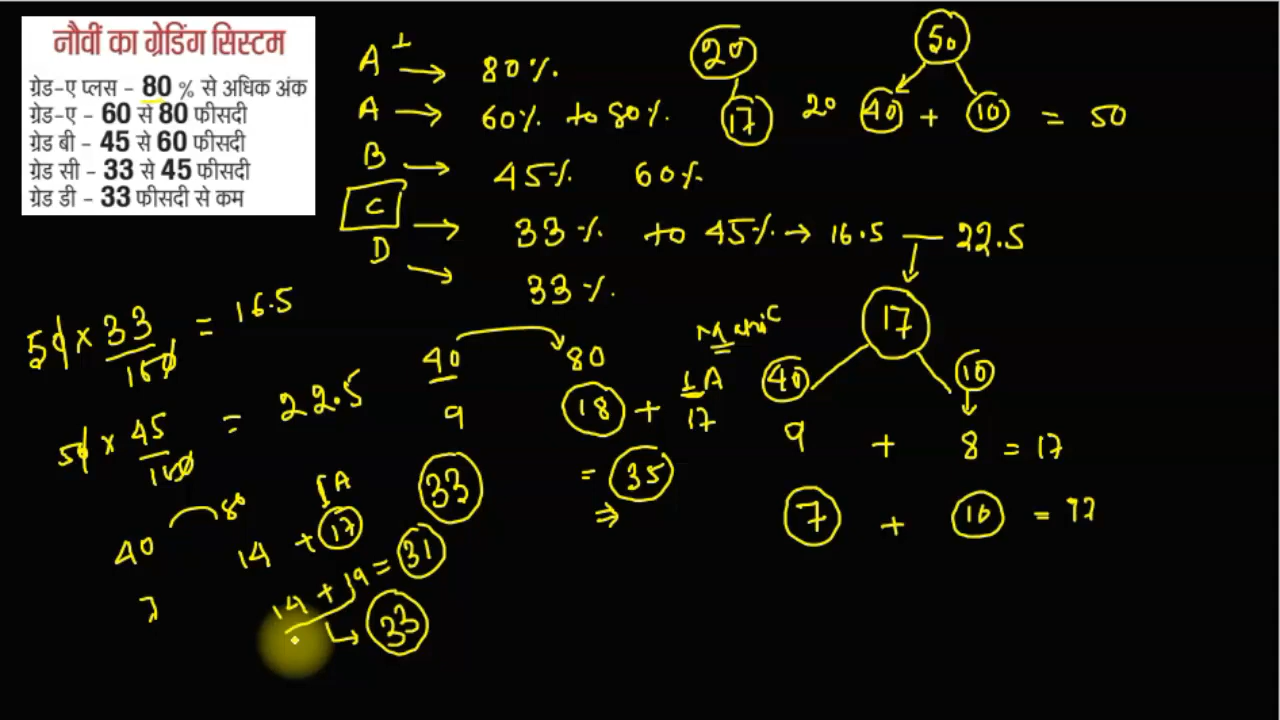 नौवीं का ग्रेडिंग सिस्टम
ग्रेड-ए प्लस - 80 % से अधिक अंक
ग्रेड-ए - 60 से 80 फीसदी
ग्रेड बी - 45 से 60 फीसदी
ग्रेड सी - 33 से 45 फीसदी
ग्रेड डी - 33 फीसदी से कम
A+ → 80%.
A → 60% to 80%.
B → 45% 60%
C → 33% to 45% → 16.5 — 22.5
D → 33%.
20
17
20
50
40 + 10 = 50
17
40 10
9 + 8 = 17
7 + 10 = 17
50 × 33/100 = 16.5
50 × 45/100 = 22.5
40 80
9 18 + 17
IA
= 35
⇒
33
40 80
7 14 + 17
IA
= 31
14 + 19
↳ 33